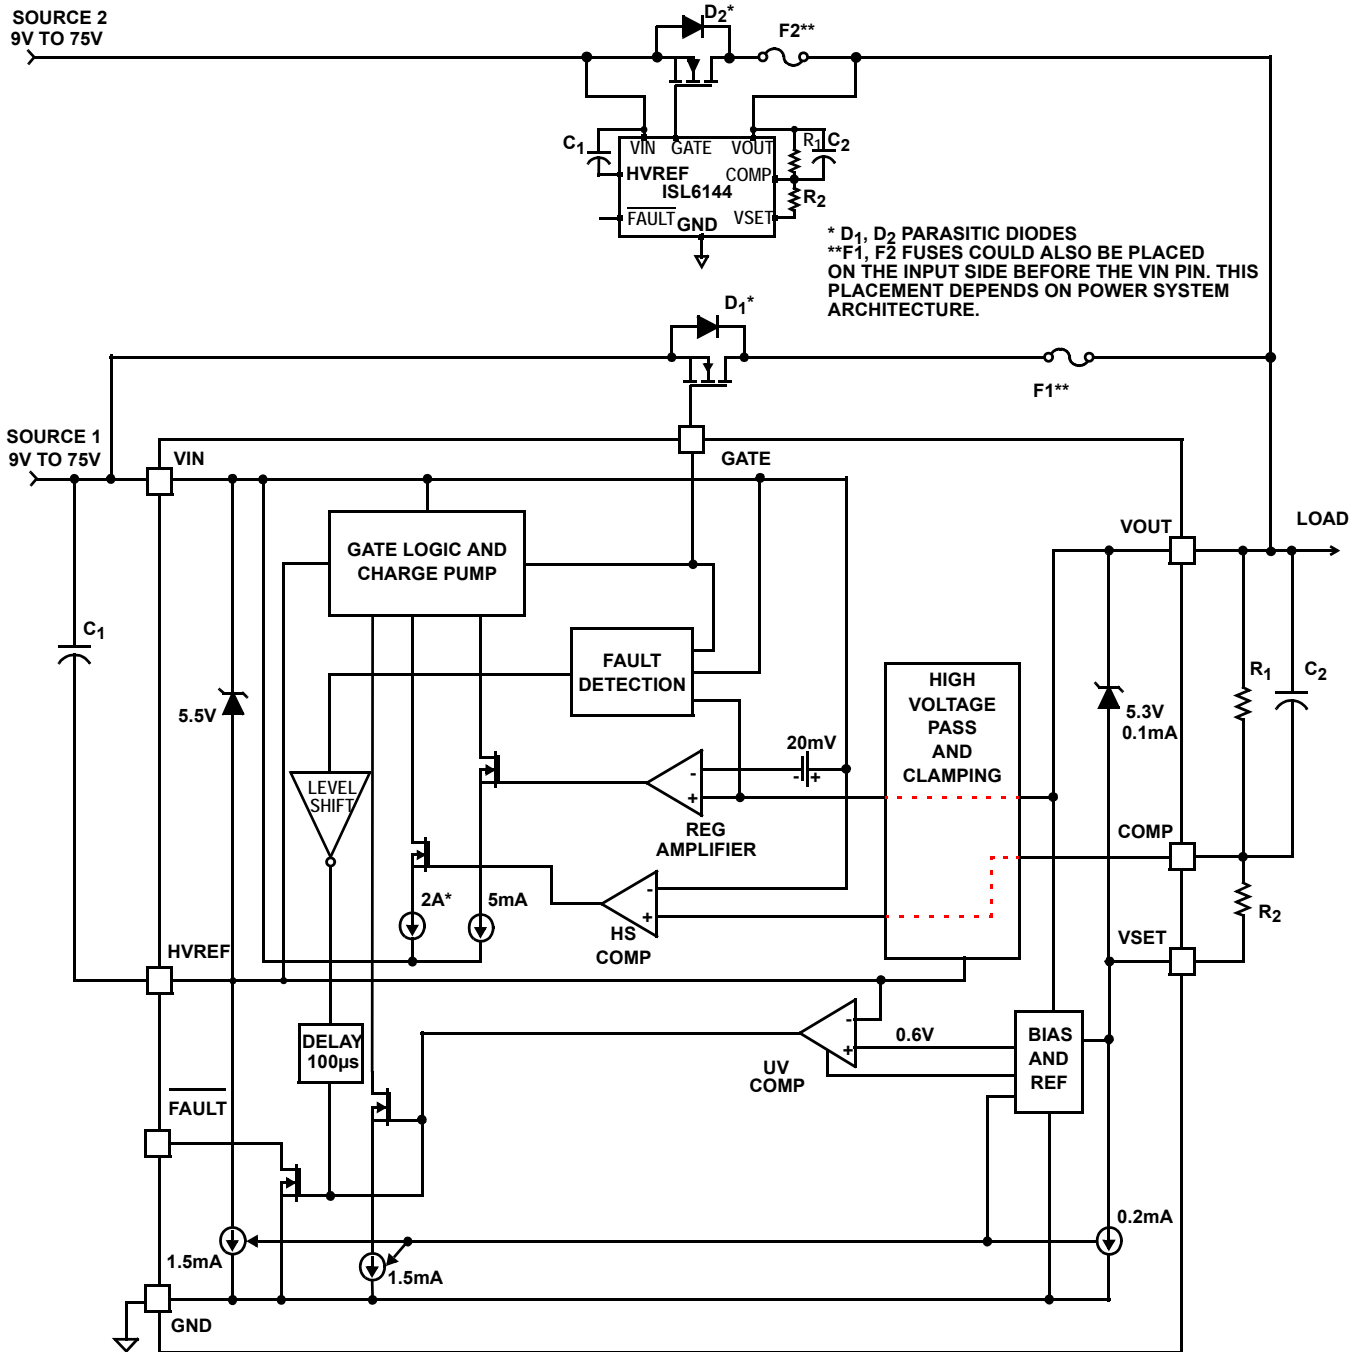 SOURCE 2
9V TO 75V
D2*
F2**
C1
VIN GATE VOUT
R1
C2
HVREF
COMP
ISL6144
R2
FAULT GND VSET
* D1, D2 PARASITIC DIODES
**F1, F2 FUSES COULD ALSO BE PLACED
ON THE INPUT SIDE BEFORE THE VIN PIN. THIS
PLACEMENT DEPENDS ON POWER SYSTEM
ARCHITECTURE.
D1*
F1**
SOURCE 1
9V TO 75V
VIN
GATE
VOUT
LOAD
GATE LOGIC AND
CHARGE PUMP
C1
FAULT
DETECTION
HIGH
VOLTAGE
PASS
AND
CLAMPING
R1
C2
5.5V
5.3V
0.1mA
20mV
- +
LEVEL
SHIFT
-
+
REG
AMPLIFIER
COMP
2A*
5mA
-
+
HS
COMP
R2
HVREF
VSET
DELAY
100µs
-
+
0.6V
UV
COMP
BIAS
AND
REF
FAULT
0.2mA
1.5mA
1.5mA
GND